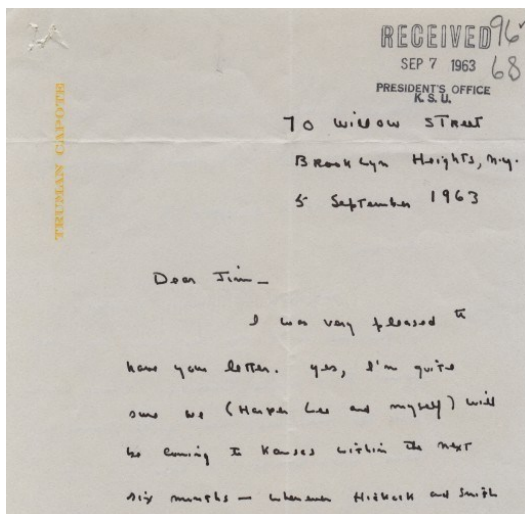 RECEIVED 96
SEP 7 1963 68
PRESIDENT'S OFFICE
K.S.U.
TRUMAN CAPOTE
70 Willow Street
Brooklyn Heights, N.Y.
5 September 1963
Dear Jim—
I was very pleased to
have your letter. Yes, I'm quite
sure we (Harper Lee and myself) will
be coming to Kansas within the next
six months — whenever Hickock and Smith